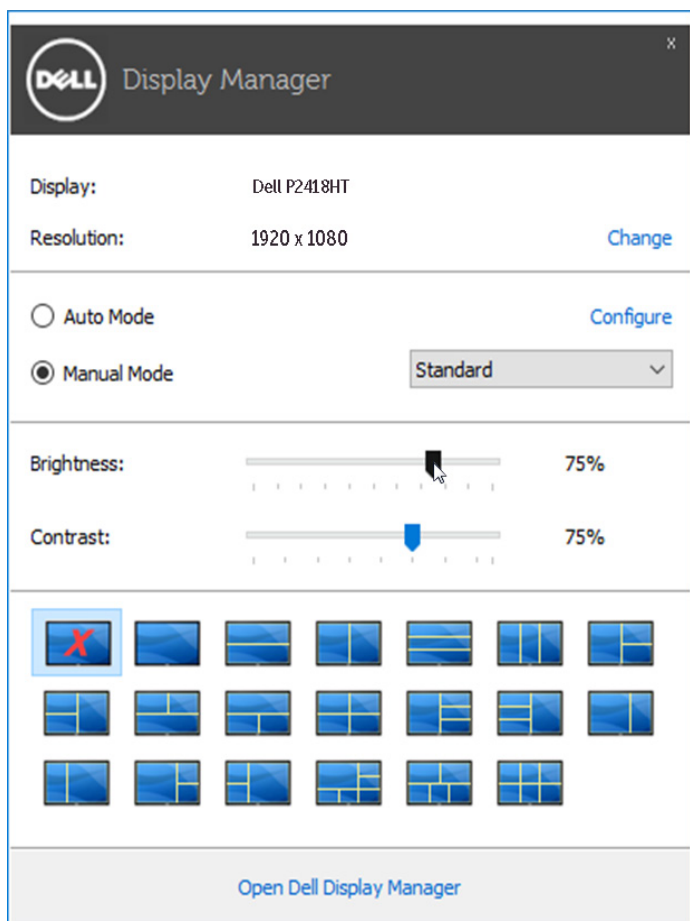 DELL Display Manager x
Display: Dell P2418HT
Resolution: 1920 x 1080 Change
Auto Mode Configure
Manual Mode Standard
Brightness: 75%
Contrast: 75%
X
Open Dell Display Manager